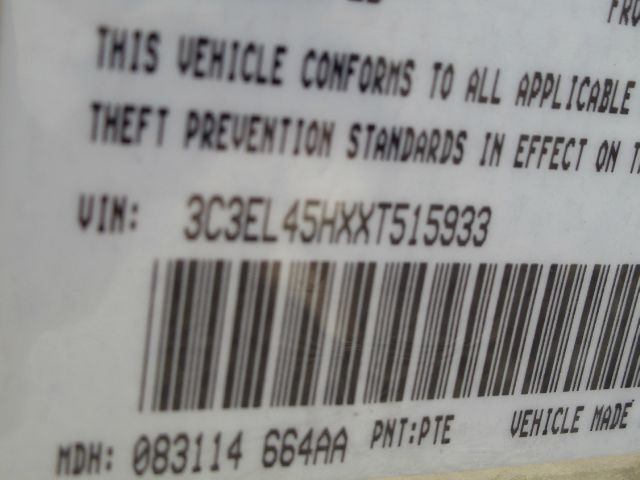 THIS VEHICLE CONFORMS TO ALL APPLICABLE
THEFT PREVENTION STANDARDS IN EFFECT ON
VIN: 3C3EL45HXXT515933
MDH: 083114 664AA PNT:PTE VEHICLE MADE